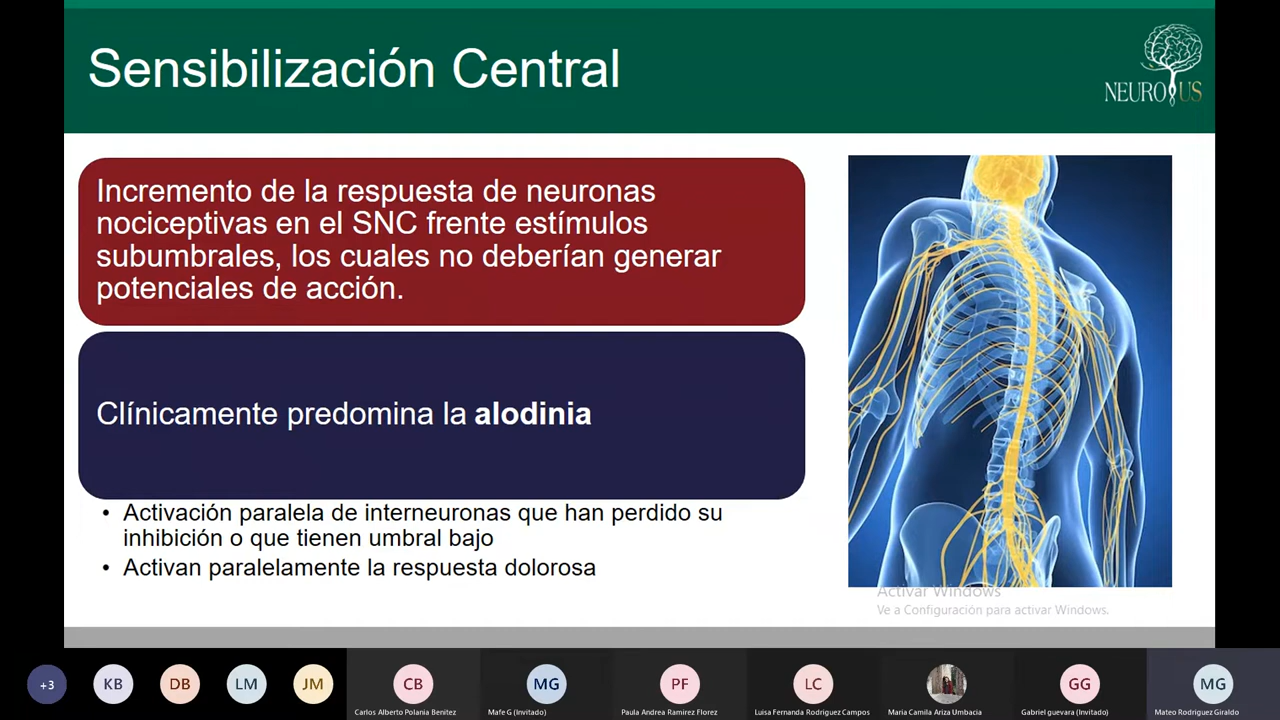 Sensibilización Central
NEURO US
Incremento de la respuesta de neuronas
nociceptivas en el SNC frente estímulos
subumbrales, los cuales no deberían generar
potenciales de acción.
Clínicamente predomina la alodinia
• Activación paralela de interneuronas que han perdido su
inhibición o que tienen umbral bajo
• Activan paralelamente la respuesta dolorosa
Activar Windows
Ve a Configuración para activar Windows.
+3
KB
DB
LM
JM
CB
MG
PF
LC
GG
MG
Carlos Alberto Polania Benitez
Mafe G (Invitado)
Paula Andrea Ramirez Florez
Luisa Fernanda Rodriguez Campos
Maria Camila Ariza Umbacia
Gabriel guevara (Invitado)
Mateo Rodriguez Giraldo